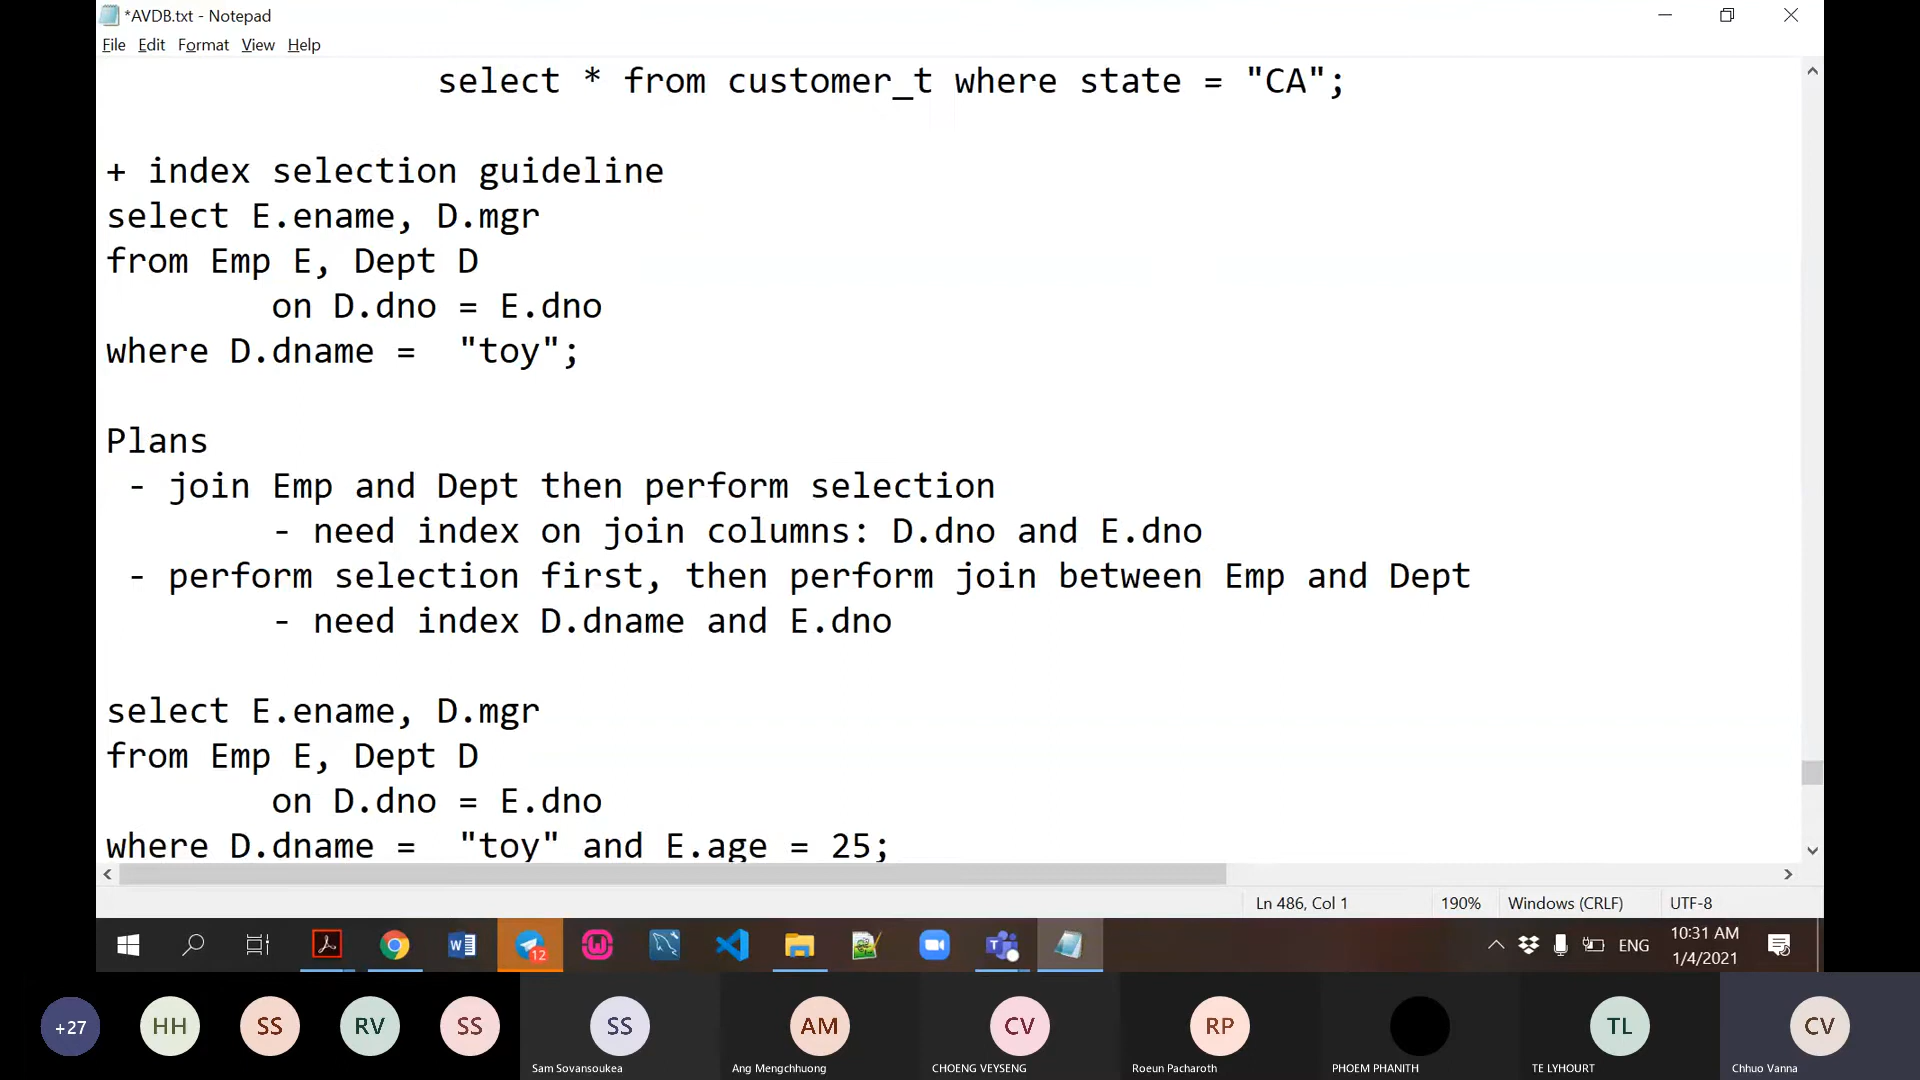 *AVDB.txt - Notepad
File Edit Format View Help
select * from customer_t where state = "CA";
+ index selection guideline
select E.ename, D.mgr
from Emp E, Dept D
on D.dno = E.dno
where D.dname =  "toy";
Plans
- join Emp and Dept then perform selection
- need index on join columns: D.dno and E.dno
- perform selection first, then perform join between Emp and Dept
- need index D.dname and E.dno
select E.ename, D.mgr
from Emp E, Dept D
on D.dno = E.dno
where D.dname =  "toy" and E.age = 25;
Ln 486, Col 1 190% Windows (CRLF) UTF-8
12
ENG
10:31 AM
1/4/2021
+27 HH SS RV SS SS AM CV RP TL CV
Sam Sovansoukea Ang Mengchhuong CHOENG VEYSENG Roeun Pacharoth PHOEM PHANITH TE LYHOURT Chhuo Vanna